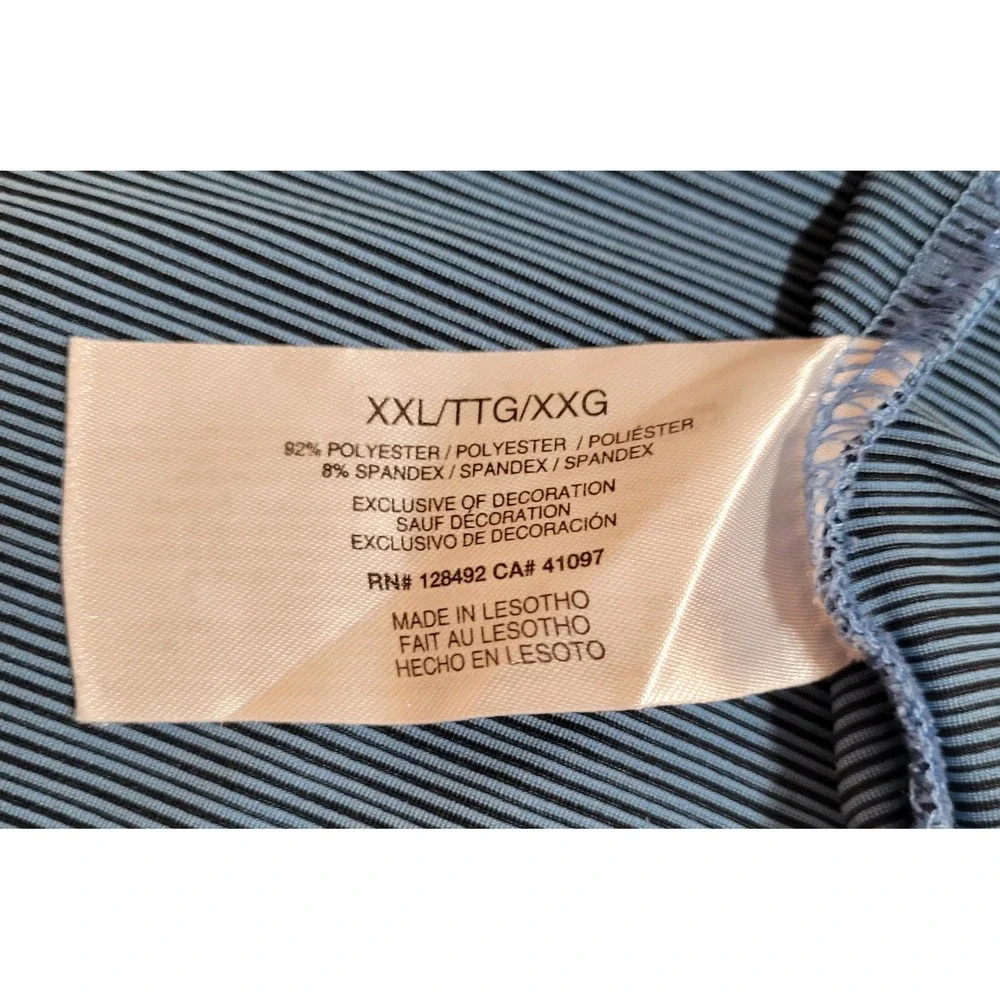 XXL/TTG/XXG
92% POLYESTER / POLYESTER / POLIÉSTER
8% SPANDEX / SPANDEX / SPANDEX
EXCLUSIVE OF DECORATION
SAUF DÉCORATION
EXCLUSIVO DE DECORACIÓN
RN# 128492 CA# 41097
MADE IN LESOTHO
FAIT AU LESOTHO
HECHO EN LESOTO